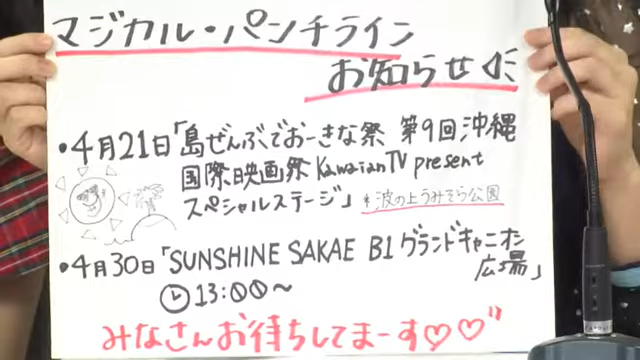 マジカル・パンチライン
お知らせ
・4月21日「島ぜんぶでおーきな祭 第9回沖縄
国際映画祭 KawaiianTV present
スペシャルステージ」 *波の上うみそら公園
・4月30日「SUNSHINE SAKAE B1 グランドキャニオン
広場」
13:00〜
みなさんお待ちしてまーす♡♡"